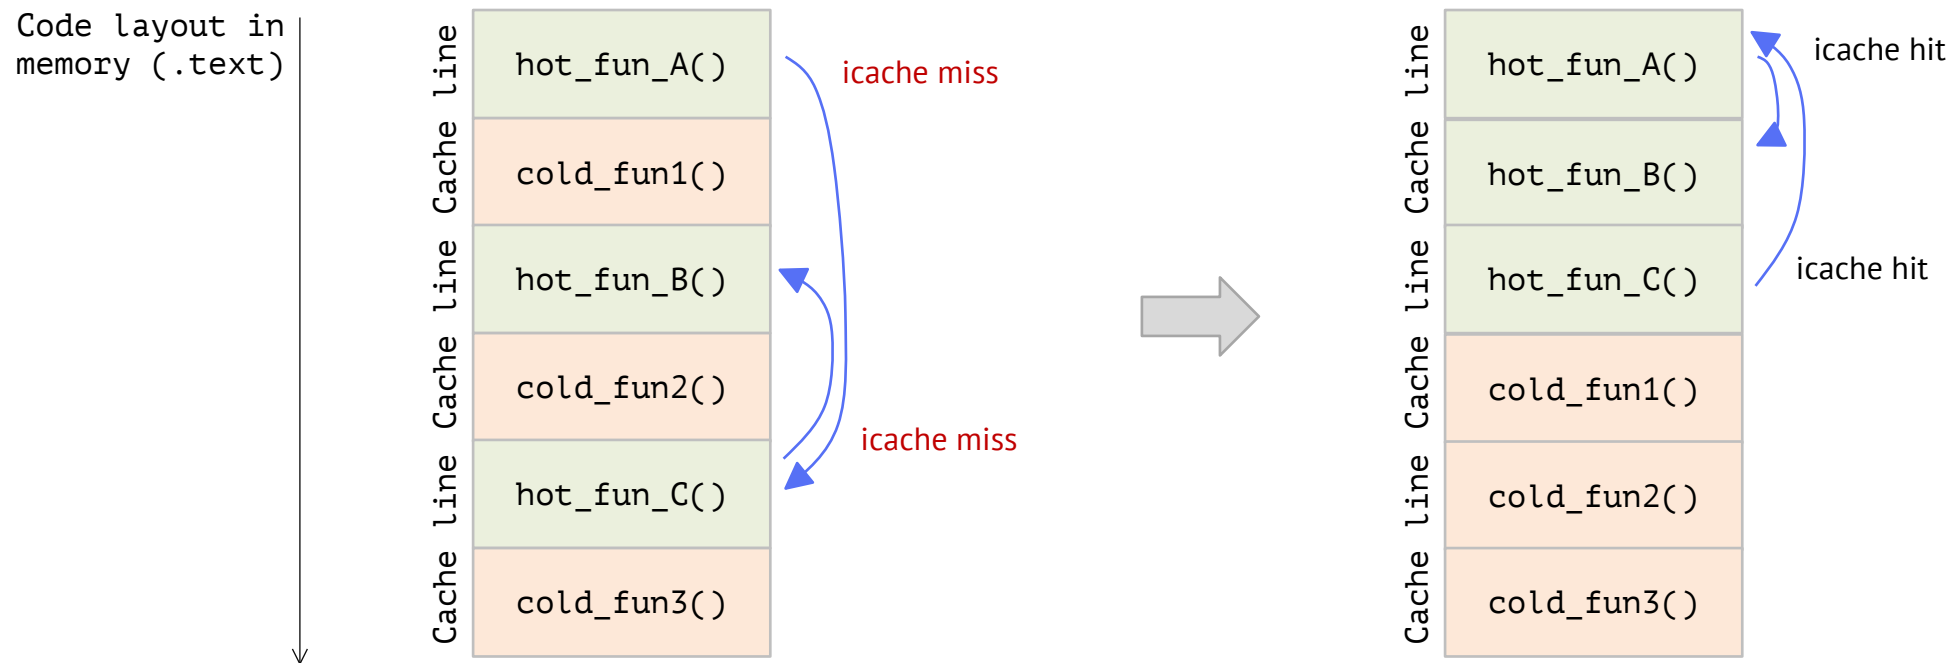 Code layout in
memory (.text)
Cache line
Cache line
Cache line
hot_fun_A()
cold_fun1()
hot_fun_B()
cold_fun2()
hot_fun_C()
cold_fun3()
icache miss
icache miss
Cache line
Cache line
Cache line
hot_fun_A()
hot_fun_B()
hot_fun_C()
cold_fun1()
cold_fun2()
cold_fun3()
icache hit
icache hit